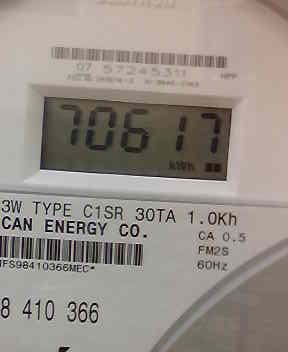 07 57245311
70617
kWh
3W TYPE C1SR 30TA 1.0Kh
CAN ENERGY CO.
CA 0.5
FM2S
60Hz
IFS98410366MEC*
8 410 366